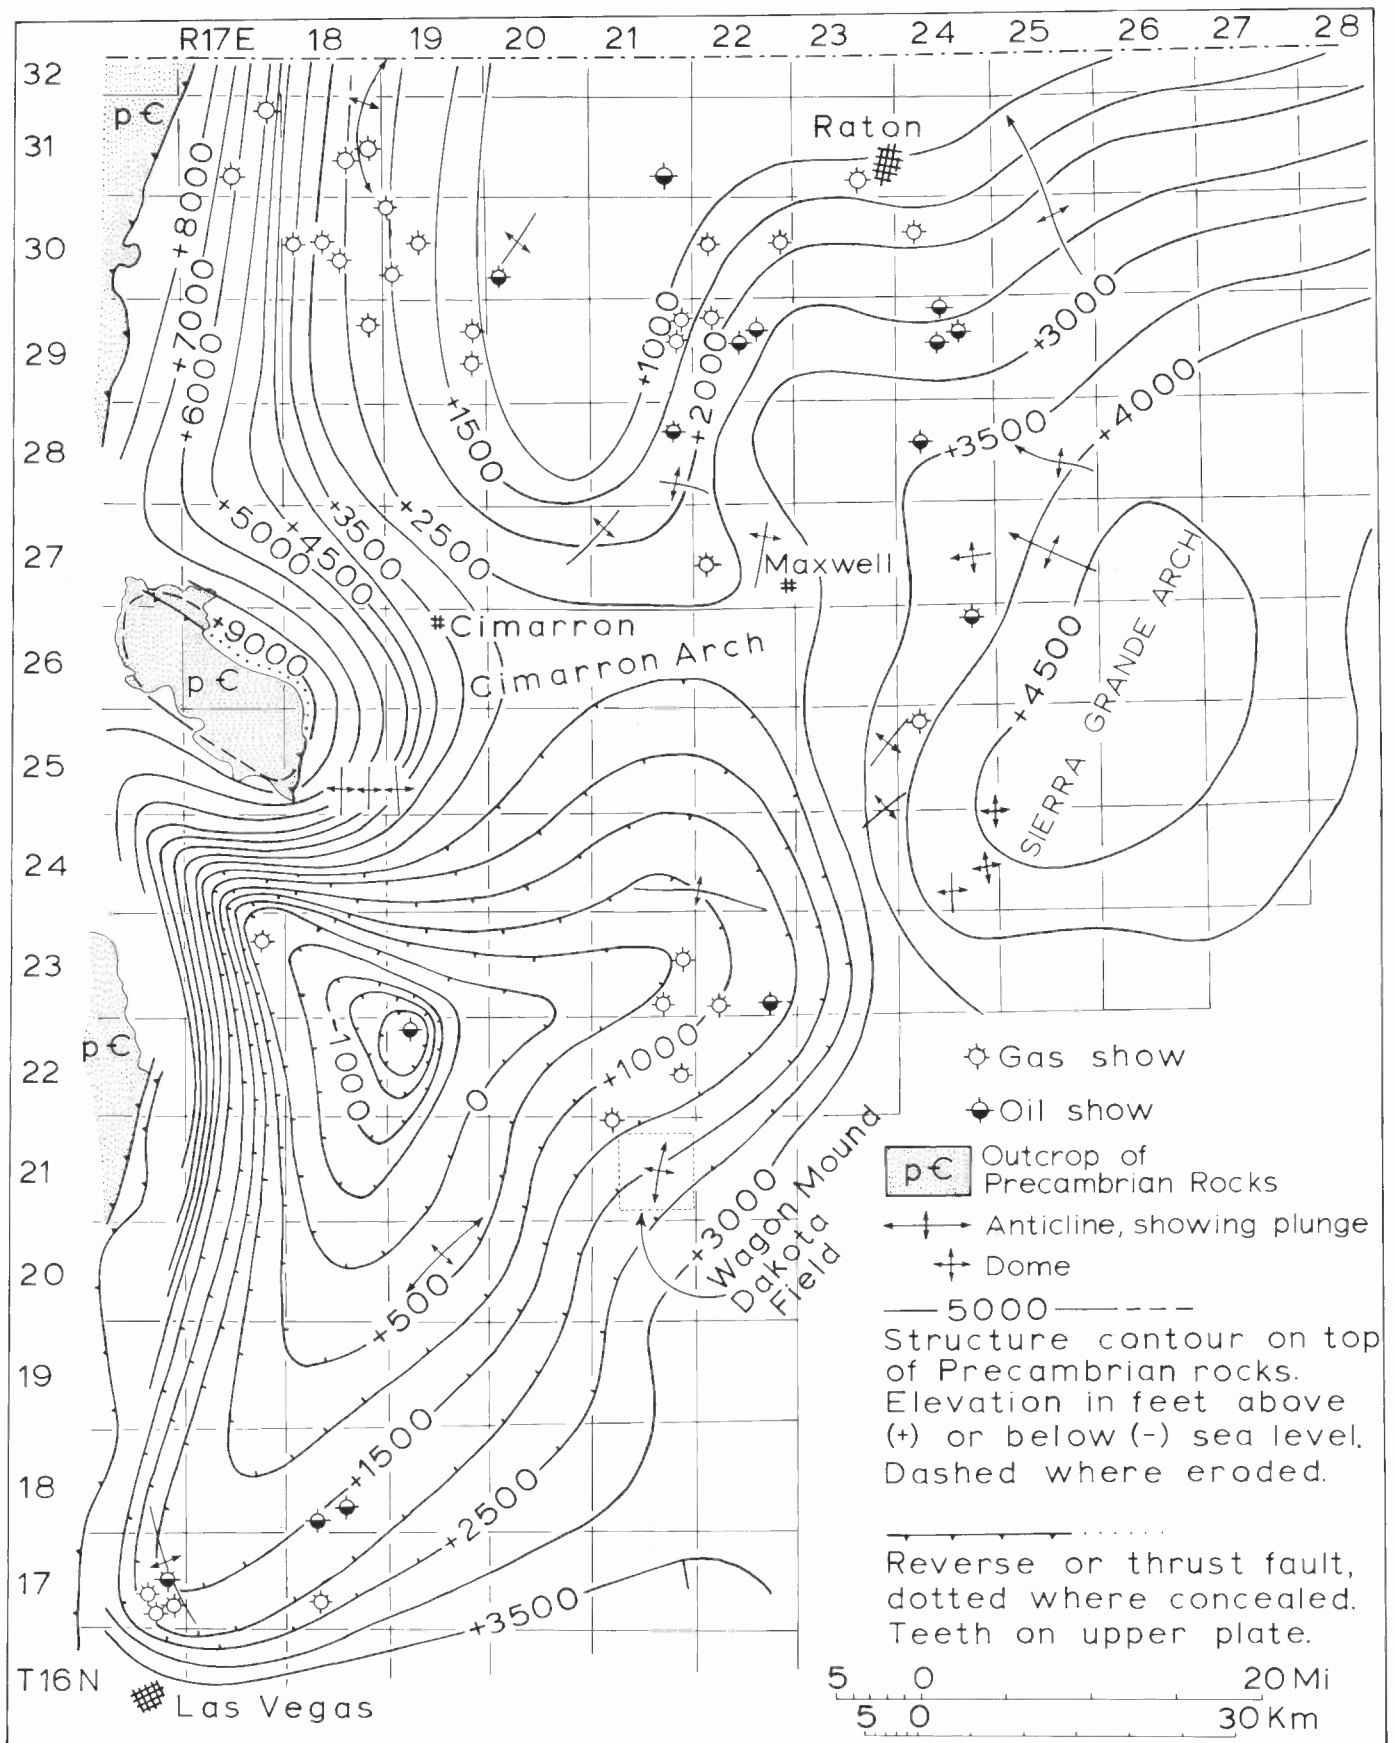 R17E 18 19 20 21 22 23 24 25 26 27 28
32
31
30
29
28
27
26
25
24
23
22
21
20
19
18
17
T16N
p-Є
Raton
+8000
+7000
+6000
+1000
+2000
+3000
+4000
+1500
+3500
+5000
+4500
+3500
+2500
Maxwell
Cimarron
Cimarron Arch
+9000
p-Є
+4500
SIERRA GRANDE ARCH
p-Є
-1000
0
+1000
+500
+3000
Wagon Mound
Dakota
Field
+1500
+2500
+3500
Las Vegas
Gas show
Oil show
p-Є Outcrop of
Precambrian Rocks
Anticline, showing plunge
Dome
5000
Structure contour on top
of Precambrian rocks.
Elevation in feet above
(+) or below (-) sea level.
Dashed where eroded.
Reverse or thrust fault,
dotted where concealed.
Teeth on upper plate.
5 0 20 Mi
5 0 30 Km